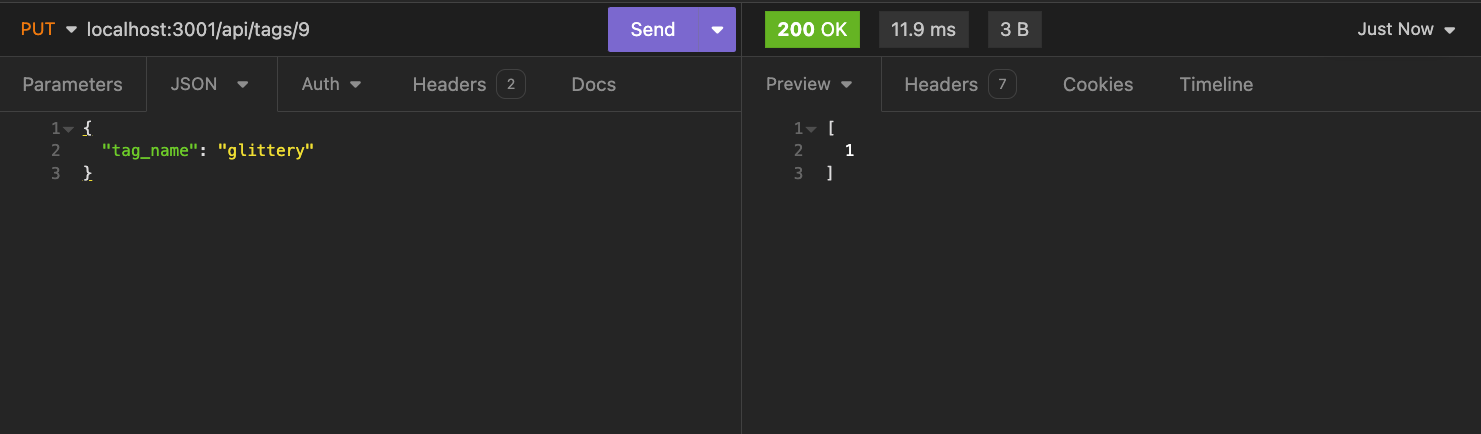 PUT localhost:3001/api/tags/9 Send 200 OK 11.9 ms 3 B Just Now
Parameters JSON Auth Headers 2 Docs Preview Headers 7 Cookies Timeline
1 {
2 "tag_name": "glittery"
3 }
1 [
2 1
3 ]